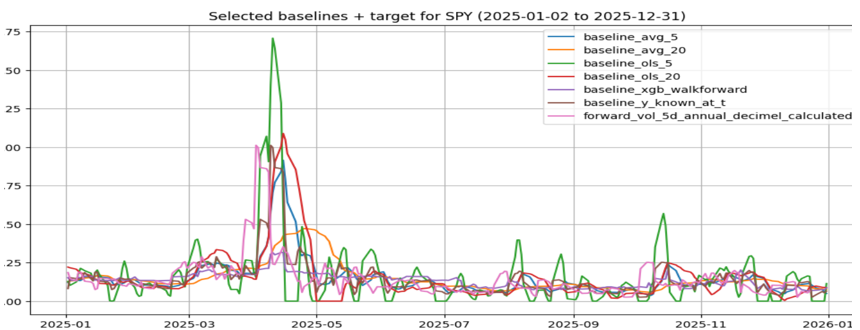 Selected baselines + target for SPY (2025-01-02 to 2025-12-31)
baseline_avg_5
baseline_avg_20
baseline_ols_5
baseline_ols_20
baseline_xgb_walkforward
baseline_y_known_at_t
forward_vol_5d_annual_decimel_calculated
75
50
25
00
.75
.50
.25
.00
2025-01
2025-03
2025-05
2025-07
2025-09
2025-11
2026-01